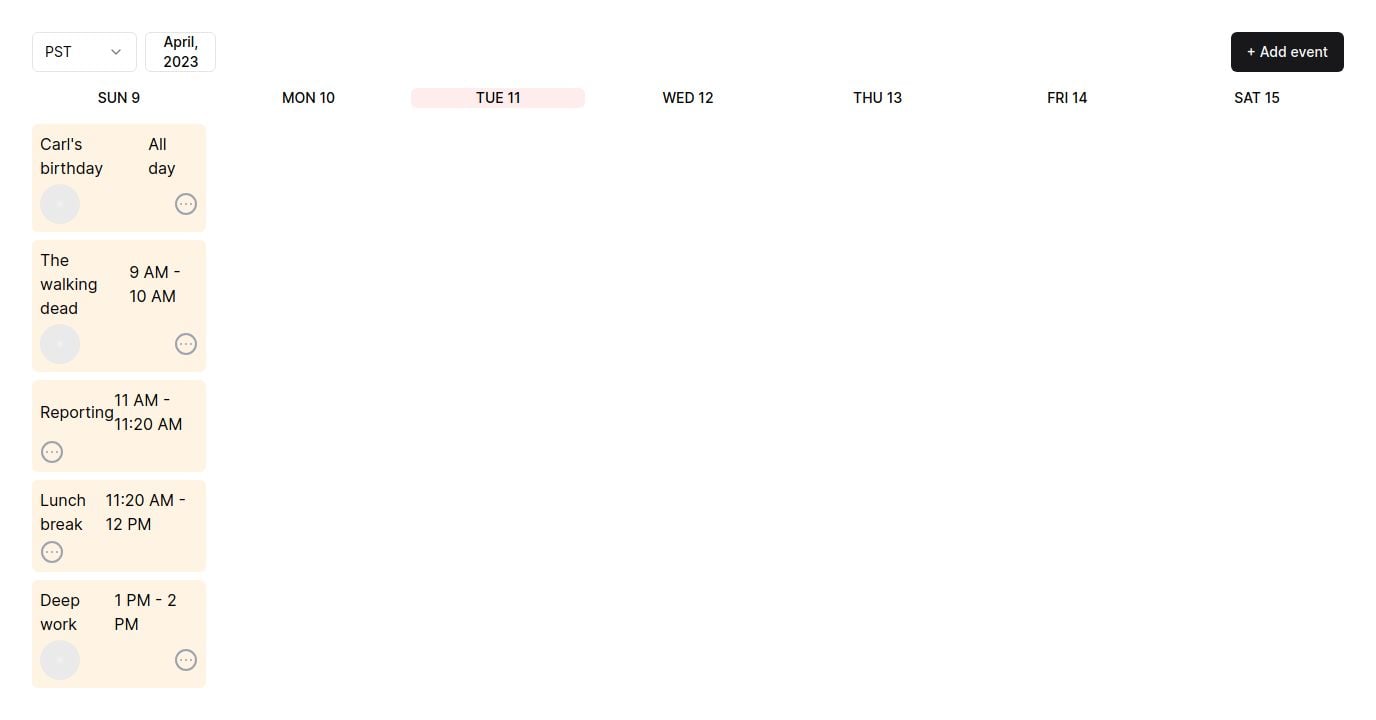 PST
April,
2023
+ Add event
SUN 9
MON 10
TUE 11
WED 12
THU 13
FRI 14
SAT 15
Carl's
birthday
All
day
The
walking
dead
9 AM -
10 AM
Reporting
11 AM -
11:20 AM
Lunch
break
11:20 AM -
12 PM
Deep
work
1 PM - 2
PM